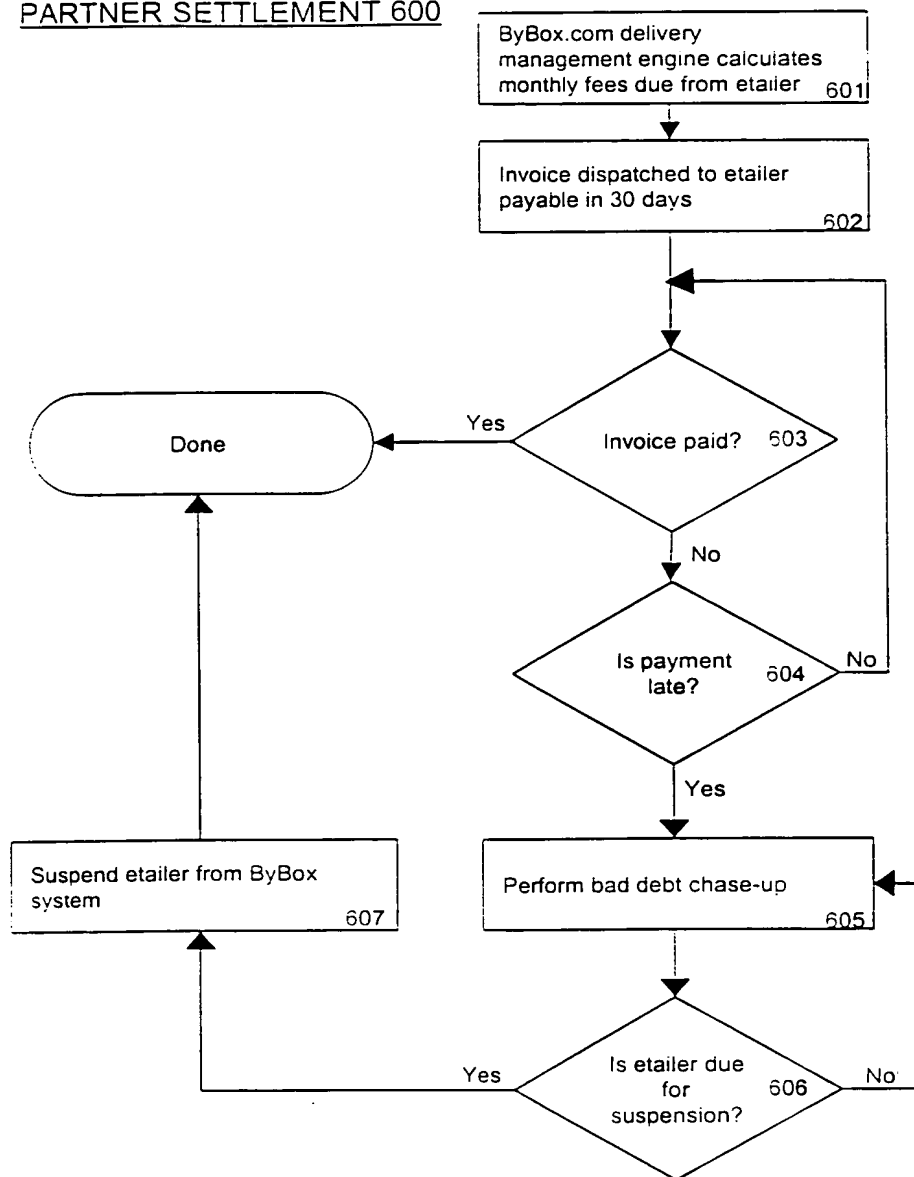 PARTNER SETTLEMENT 600
ByBox.com delivery
management engine calculates
monthly fees due from etailer
601
Invoice dispatched to etailer
payable in 30 days
602
Invoice paid? 603
Yes
Done
No
Is payment
late?
604
No
Yes
Perform bad debt chase-up
605
Suspend etailer from ByBox
system
607
Is etailer due
for
suspension?
606
Yes
No